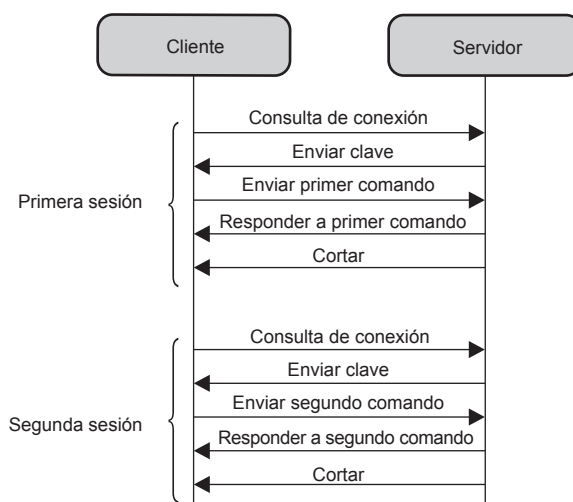 Cliente
Servidor
Consulta de conexión
Enviar clave
Enviar primer comando
Primera sesión
Responder a primer comando
Cortar
Consulta de conexión
Enviar clave
Enviar segundo comando
Segunda sesión
Responder a segundo comando
Cortar